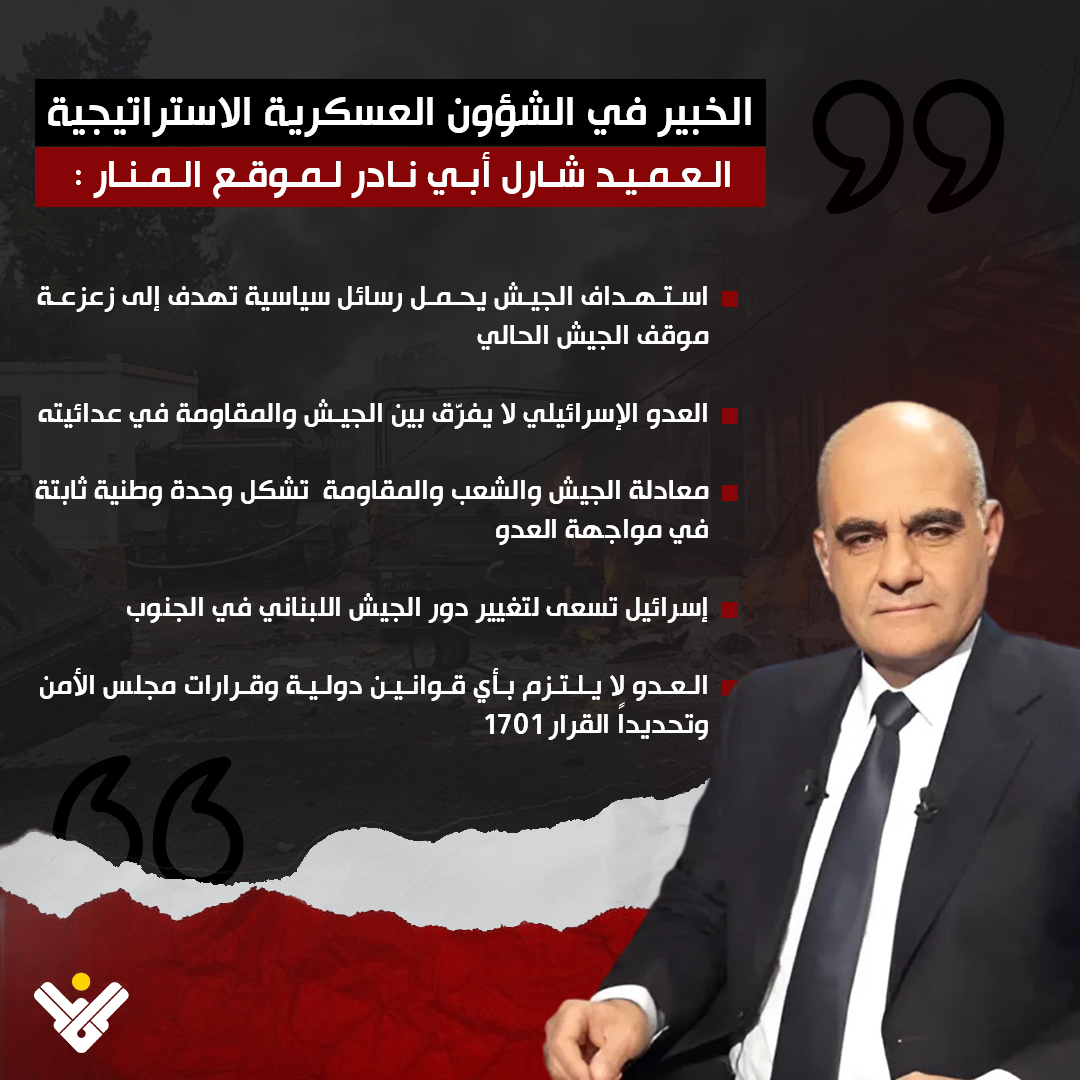 الخبير في الشؤون العسكرية الاستراتيجية
العميد شارل أبي نادر لموقع المنار :
استهداف الجيش يحمل رسائل سياسية تهدف إلى زعزعة
موقف الجيش الحالي
العدو الإسرائيلي لا يفرّق بين الجيش والمقاومة في عدائيته
معادلة الجيش والشعب والمقاومة تشكل وحدة وطنية ثابتة
في مواجهة العدو
إسرائيل تسعى لتغيير دور الجيش اللبناني في الجنوب
العدو لا يلتزم بأي قوانين دولية وقرارات مجلس الأمن
وتحديداً القرار 1701